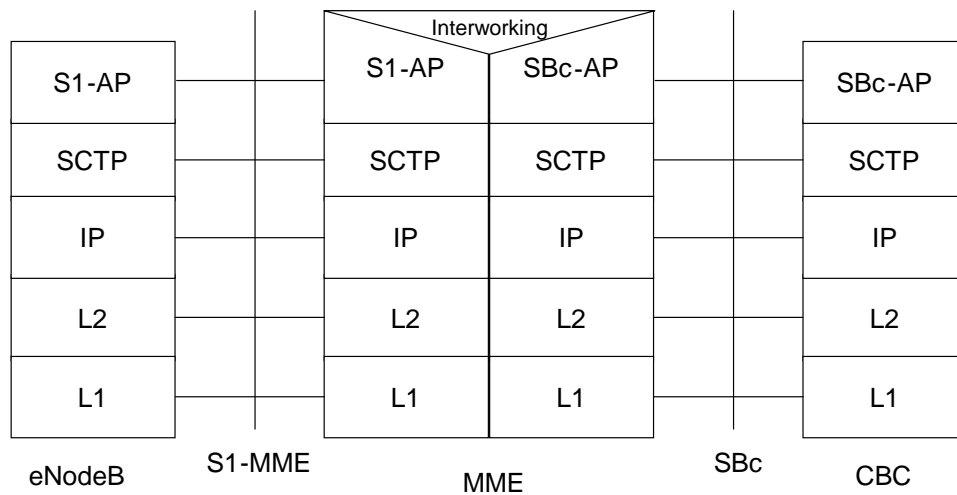 Interworking
S1-AP S1-AP SBc-AP SBc-AP
SCTP SCTP SCTP SCTP
IP IP IP IP
L2 L2 L2 L2
L1 L1 L1 L1
eNodeB S1-MME MME SBc CBC